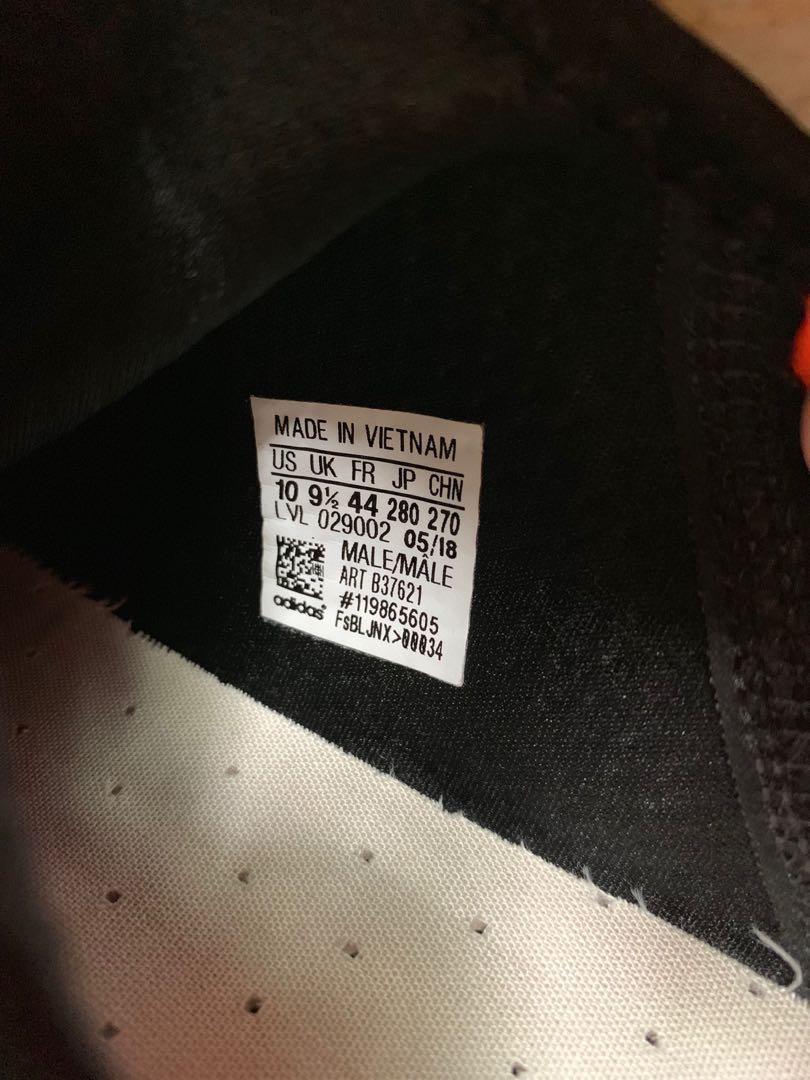 MADE IN VIETNAM
US UK FR JP CHN
10 9½ 44 280 270
LVL 029002 05/18
MALE/MÂLE
ART B37621
#119865605
adidas®
FsBLJNX>00034